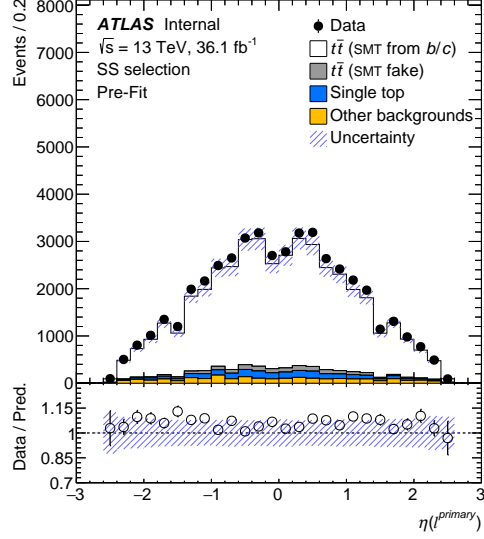 ATLAS Internal
√s = 13 TeV, 36.1 fb⁻¹
SS selection
Pre-Fit
Data
tt̄ (SMT from b/c)
tt̄ (SMT fake)
Single top
Other backgrounds
Uncertainty
Events / 0.2
8000
7000
6000
5000
4000
3000
2000
1000
0
Data / Pred.
1.15
1
0.85
0.7
−3 −2 −1 0 1 2 3
η(l^primary)